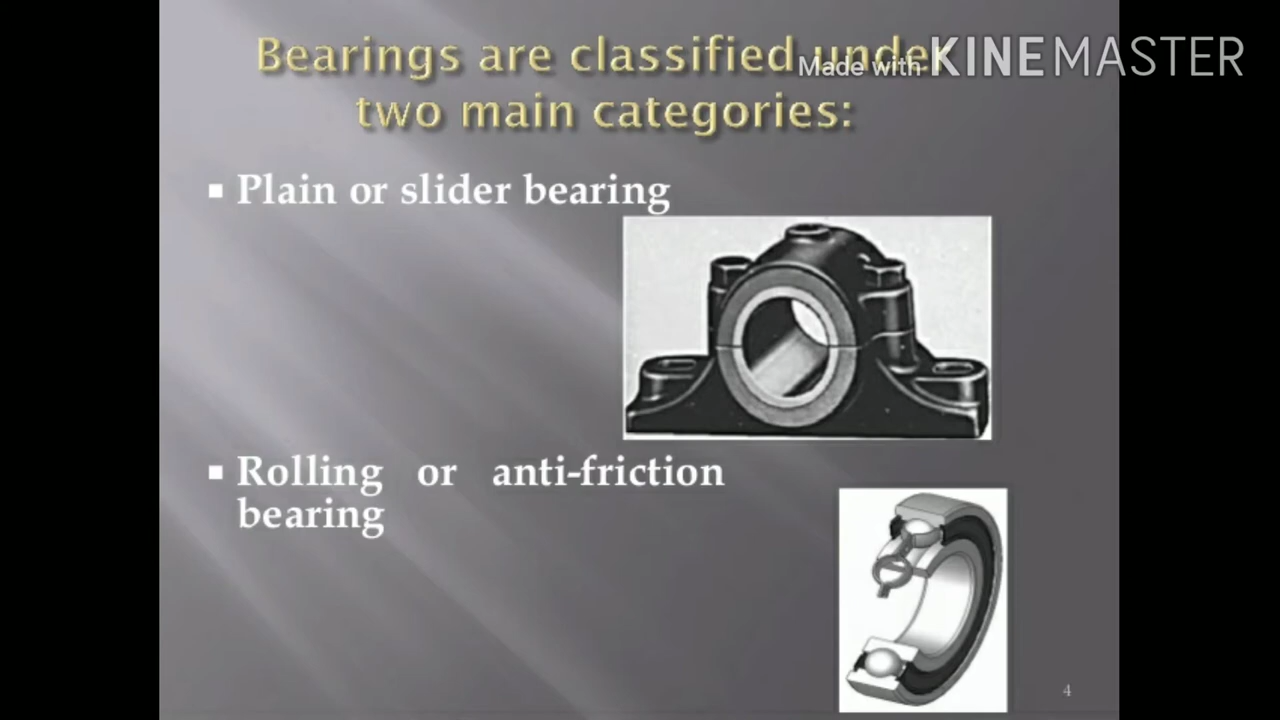 Bearings are classified under
Made with KINEMASTER
two main categories:
▪ Plain or slider bearing
▪ Rolling or anti-friction
bearing
4